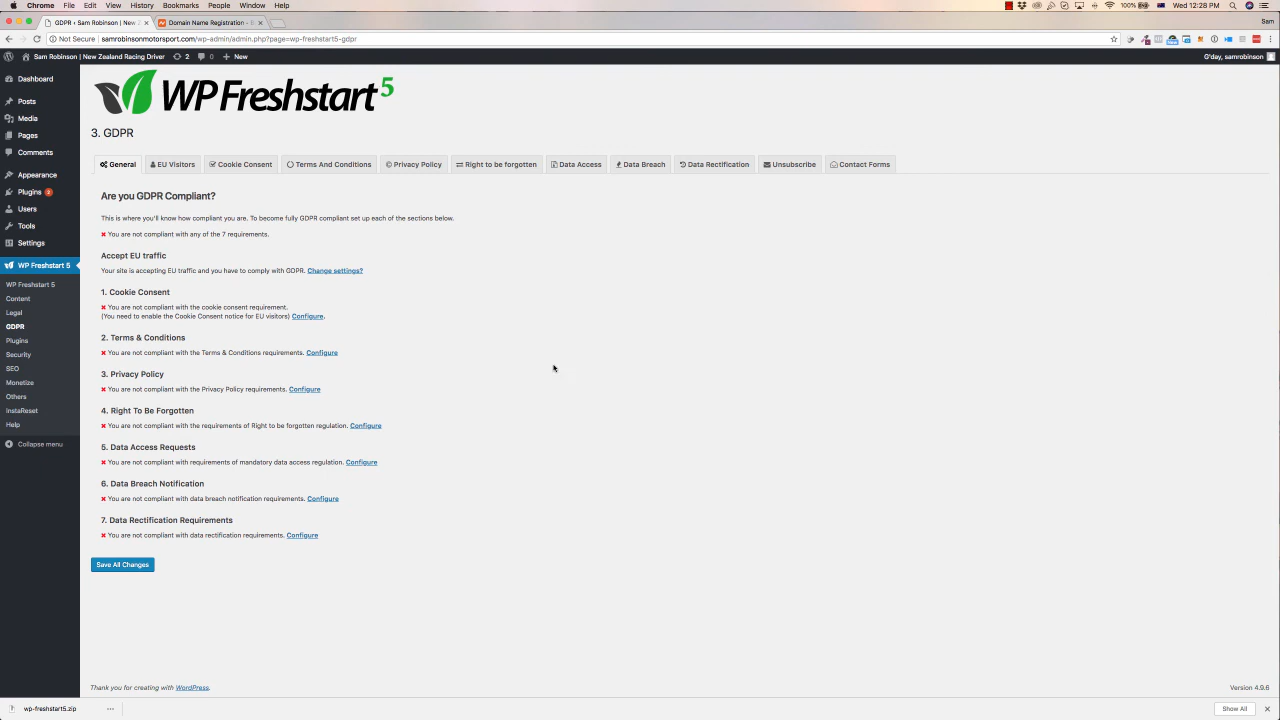 Chrome File Edit View History Bookmarks People Window Help
100% Wed 12:28 PM
GDPR ‹ Sam Robinson | New Z
Domain Name Registration - B
Sam
Not Secure samrobinsonmotorsport.com/wp-admin/admin.php?page=wp-freshstart5-gdpr
Sam Robinson | New Zealand Racing Driver 2 0 New
G'day, samrobinson
Dashboard
Posts
Media
Pages
Comments
Appearance
Plugins 2
Users
Tools
Settings
WP Freshstart 5
WP Freshstart 5
Content
Legal
GDPR
Plugins
Security
SEO
Monetize
Others
InstaReset
Help
Collapse menu
WP Freshstart 5
3. GDPR
General EU Visitors Cookie Consent Terms And Conditions Privacy Policy Right to be forgotten Data Access Data Breach Data Rectification Unsubscribe Contact Forms
Are you GDPR Compliant?
This is where you'll know how compliant you are. To become fully GDPR compliant set up each of the sections below.
You are not compliant with any of the 7 requirements.
Accept EU traffic
Your site is accepting EU traffic and you have to comply with GDPR. Change settings?
1. Cookie Consent
You are not compliant with the cookie consent requirement.
(You need to enable the Cookie Consent notice for EU visitors) Configure.
2. Terms & Conditions
You are not compliant with the Terms & Conditions requirements. Configure
3. Privacy Policy
You are not compliant with the Privacy Policy requirements. Configure
4. Right To Be Forgotten
You are not compliant with the requirements of Right to be forgotten regulation. Configure
5. Data Access Requests
You are not compliant with requirements of mandatory data access regulation. Configure
6. Data Breach Notification
You are not compliant with data breach notification requirements. Configure
7. Data Rectification Requirements
You are not compliant with data rectification requirements. Configure
Save All Changes
Thank you for creating with WordPress.
Version 4.9.6
wp-freshstart5.zip
Show All